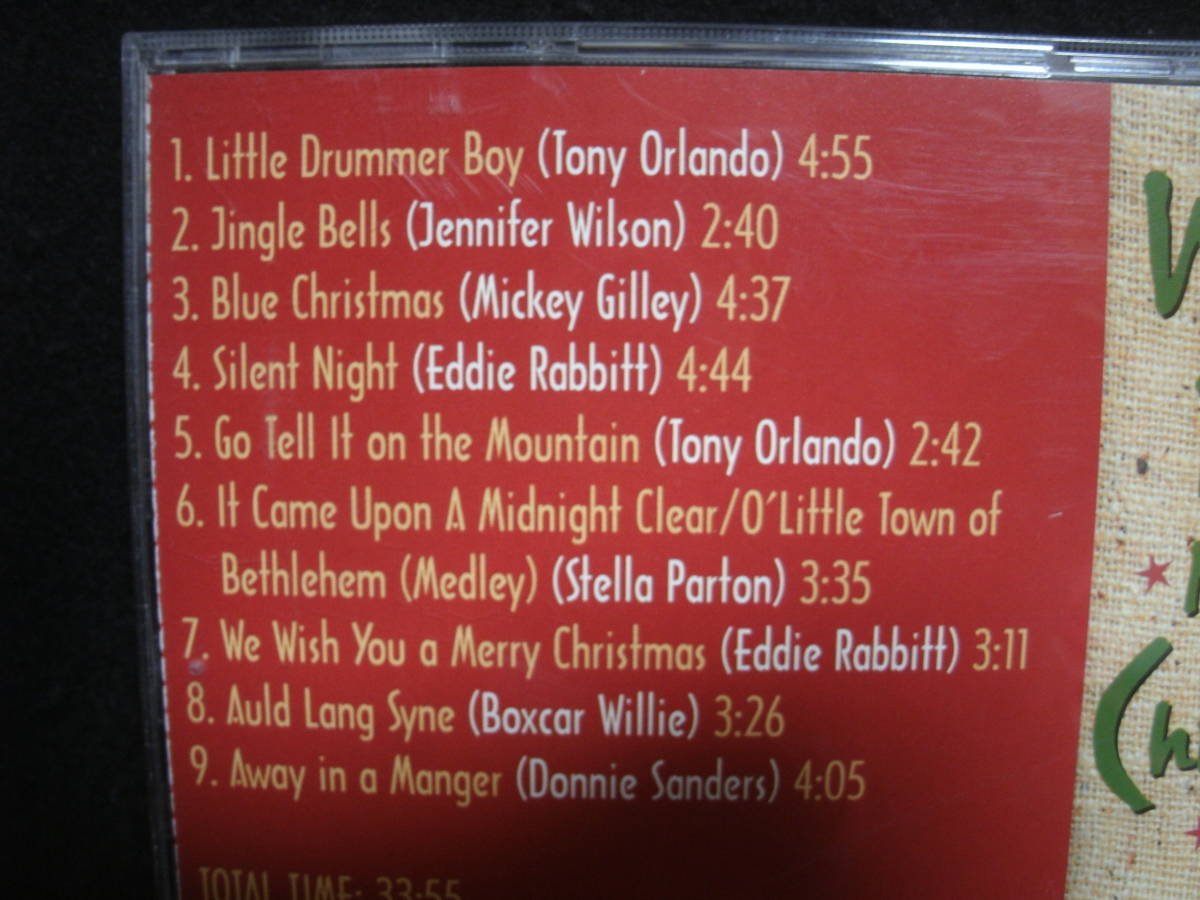 1. Little Drummer Boy (Tony Orlando) 4:55
2. Jingle Bells (Jennifer Wilson) 2:40
3. Blue Christmas (Mickey Gilley) 4:37
4. Silent Night (Eddie Rabbitt) 4:44
5. Go Tell It on the Mountain (Tony Orlando) 2:42
6. It Came Upon A Midnight Clear/O'Little Town of
Bethlehem (Medley) (Stella Parton) 3:35
7. We Wish You a Merry Christmas (Eddie Rabbitt) 3:11
8. Auld Lang Syne (Boxcar Willie) 3:26
9. Away in a Manger (Donnie Sanders) 4:05
TOTAL TIME: 33:55